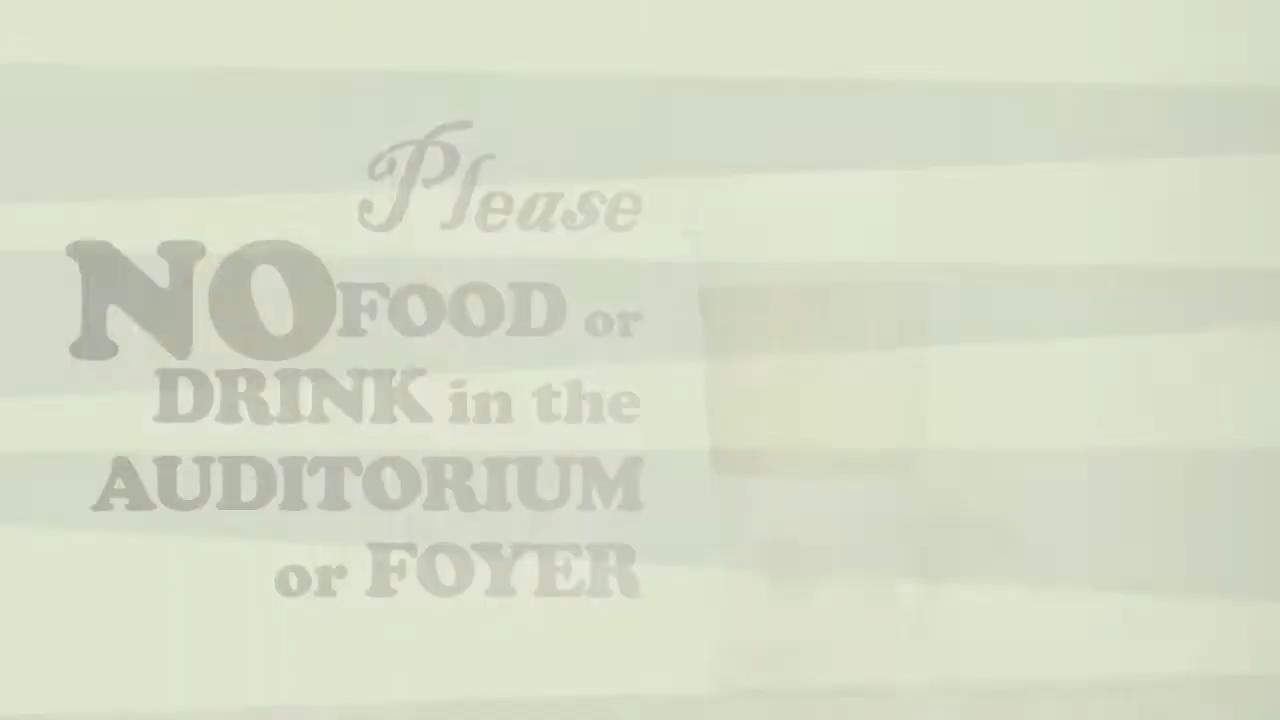 Please
NO FOOD or
DRINK in the
AUDITORIUM
or FOYER